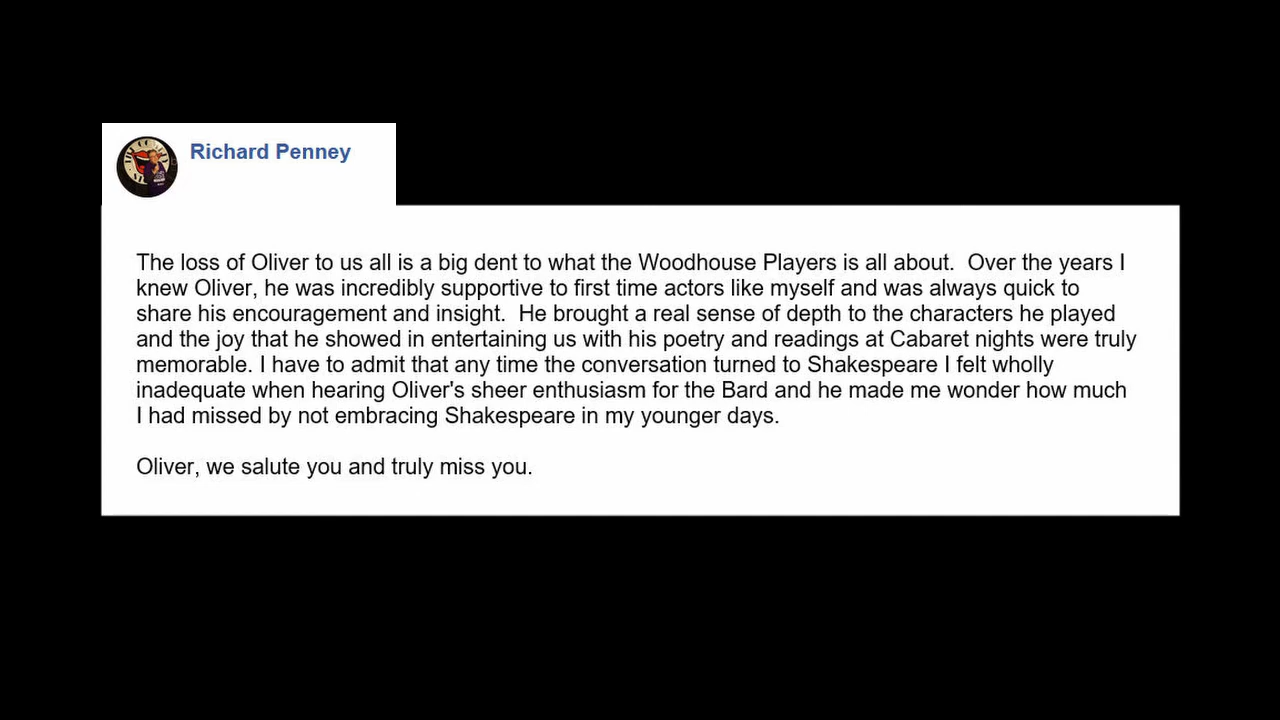 Richard Penney
The loss of Oliver to us all is a big dent to what the Woodhouse Players is all about.  Over the years I
knew Oliver, he was incredibly supportive to first time actors like myself and was always quick to
share his encouragement and insight.  He brought a real sense of depth to the characters he played
and the joy that he showed in entertaining us with his poetry and readings at Cabaret nights were truly
memorable. I have to admit that any time the conversation turned to Shakespeare I felt wholly
inadequate when hearing Oliver's sheer enthusiasm for the Bard and he made me wonder how much
I had missed by not embracing Shakespeare in my younger days.
Oliver, we salute you and truly miss you.